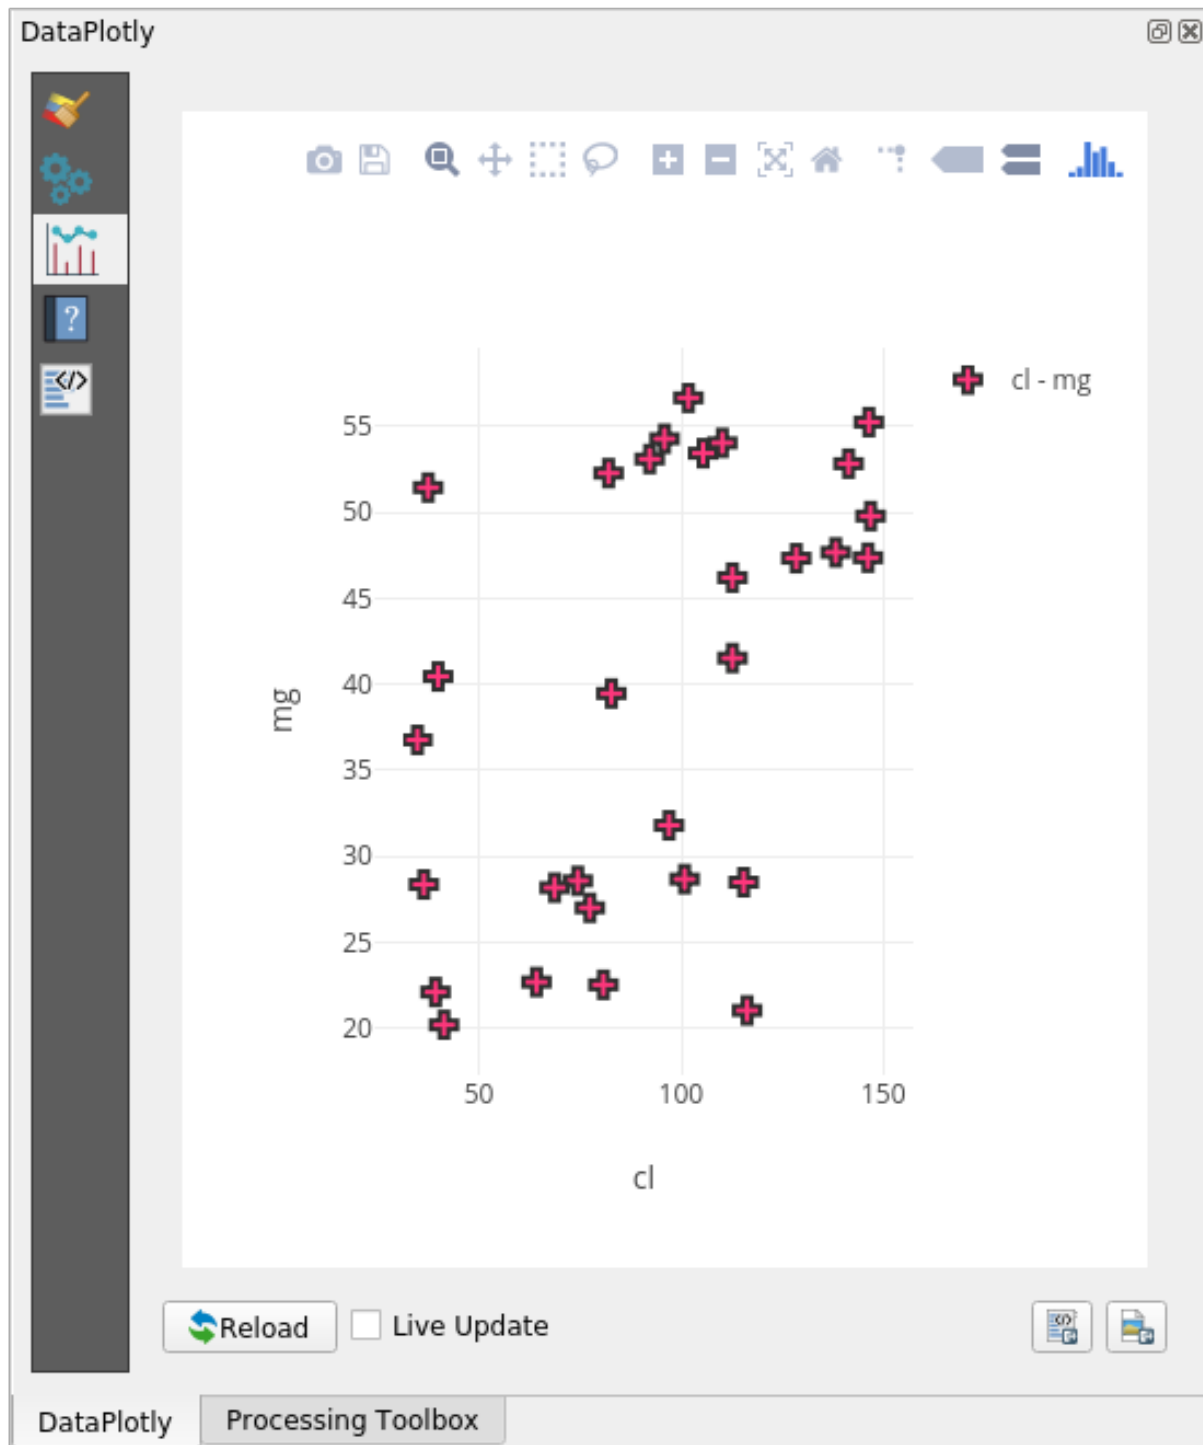 DataPlotly
?
</>
cl - mg
55
50
45
40
35
30
25
20
mg
50 100 150
cl
Reload Live Update
</>
DataPlotly Processing Toolbox